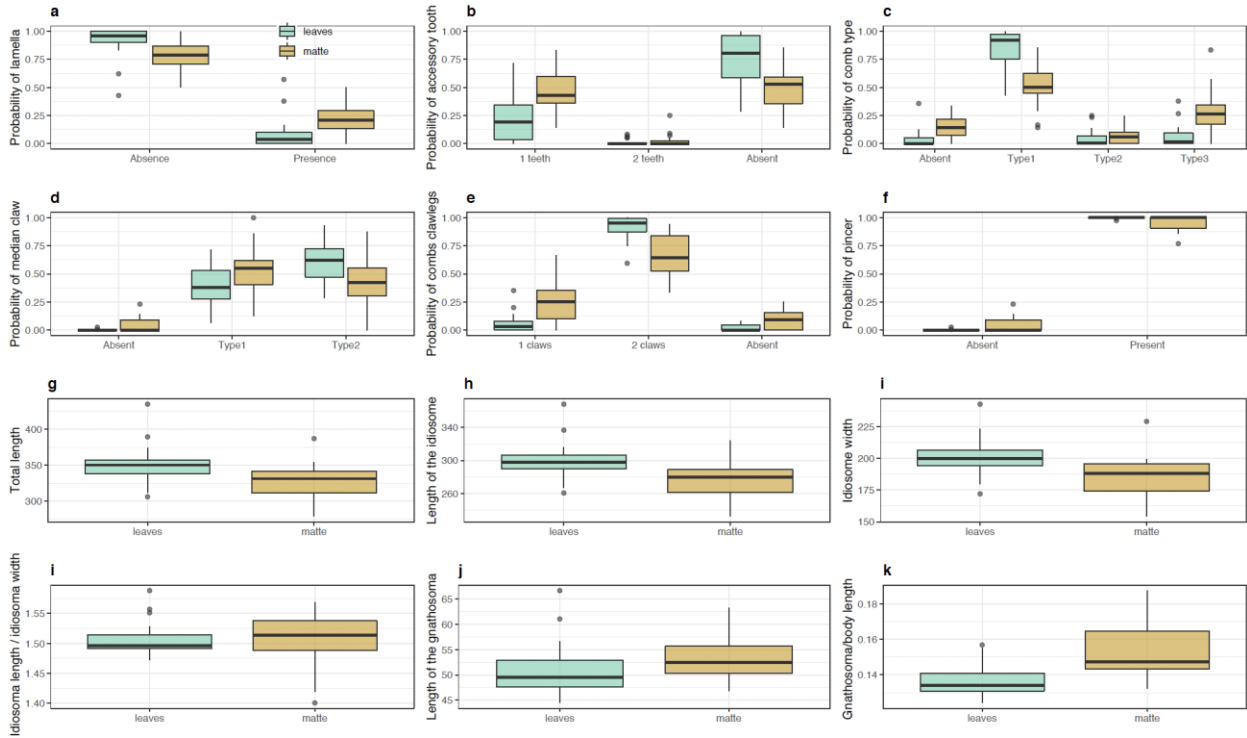 a
Probability of lamella
1.00
0.75
0.50
0.25
0.00
leaves
matte
Absence
Presence
b
Probability of accessory tooth
1.00
0.75
0.50
0.25
0.00
1 teeth
2 teeth
Absent
c
Probability of comb type
1.00
0.75
0.50
0.25
0.00
Absent
Type1
Type2
Type3
d
Probability of median claw
1.00
0.75
0.50
0.25
0.00
Absent
Type1
Type2
e
Probability of combs clawlegs
1.00
0.75
0.50
0.25
0.00
1 claws
2 claws
Absent
f
Probability of pincer
1.00
0.75
0.50
0.25
0.00
Absent
Present
g
Total length
400
350
300
leaves
matte
h
Length of the idiosome
340
300
260
leaves
matte
i
Idiosome width
225
200
175
150
leaves
matte
i
Idiosoma length / idiosoma width
1.55
1.50
1.45
1.40
leaves
matte
j
Length of the gnathosoma
65
60
55
50
45
leaves
matte
k
Gnathosoma/body length
0.18
0.16
0.14
leaves
matte